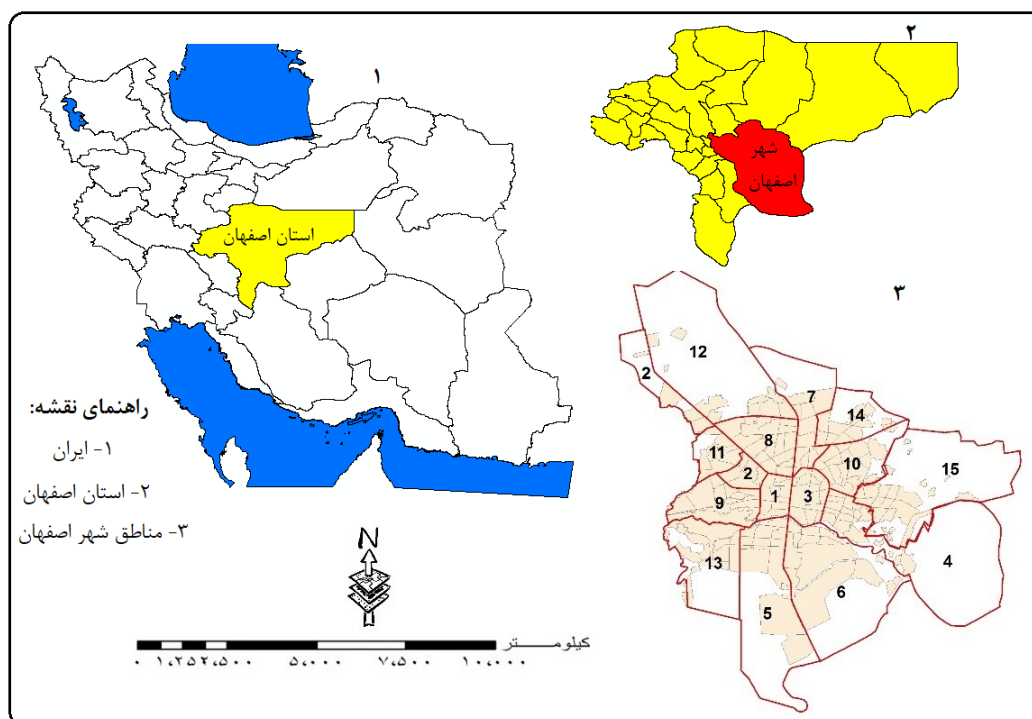 ۱
استان اصفهان
۲
شهر
اصفهان
۳
12
2
7
14
8
11
10
15
2
1
3
9
4
13
6
5
راهنمای نقشه:
۱- ایران
۲- استان اصفهان
۳- مناطق شهر اصفهان
N
کیلومتر
۰ ۱،۲۵۰ ۲،۵۰۰ ۵،۰۰۰ ۷،۵۰۰ ۱۰،۰۰۰